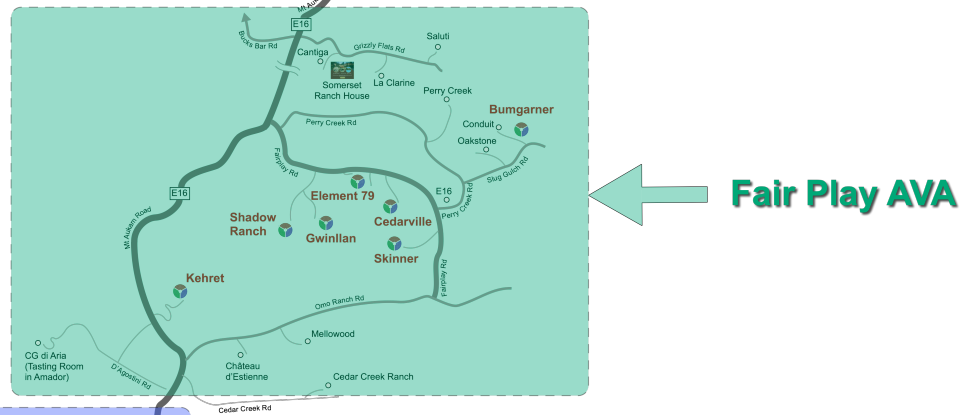 Mt Auk
E16
Bucks Bar Rd
Grizzly Flats Rd
Saluti
Cantiga
La Clarine
Somerset
Ranch House
Perry Creek
Bumgarner
Conduit
Oakstone
Perry Creek Rd
Slug Gulch Rd
Fairplay Rd
Element 79
E16
Perry Creek Rd
E16
Cedarville
Shadow
Ranch
Gwinllan
Skinner
Mt Aukum Road
Fairplay Rd
Kehret
Omo Ranch Rd
Mellowood
CG di Aria
(Tasting Room
in Amador)
D'Agostini Rd
Château
d'Estienne
Cedar Creek Ranch
Cedar Creek Rd
Fair Play AVA